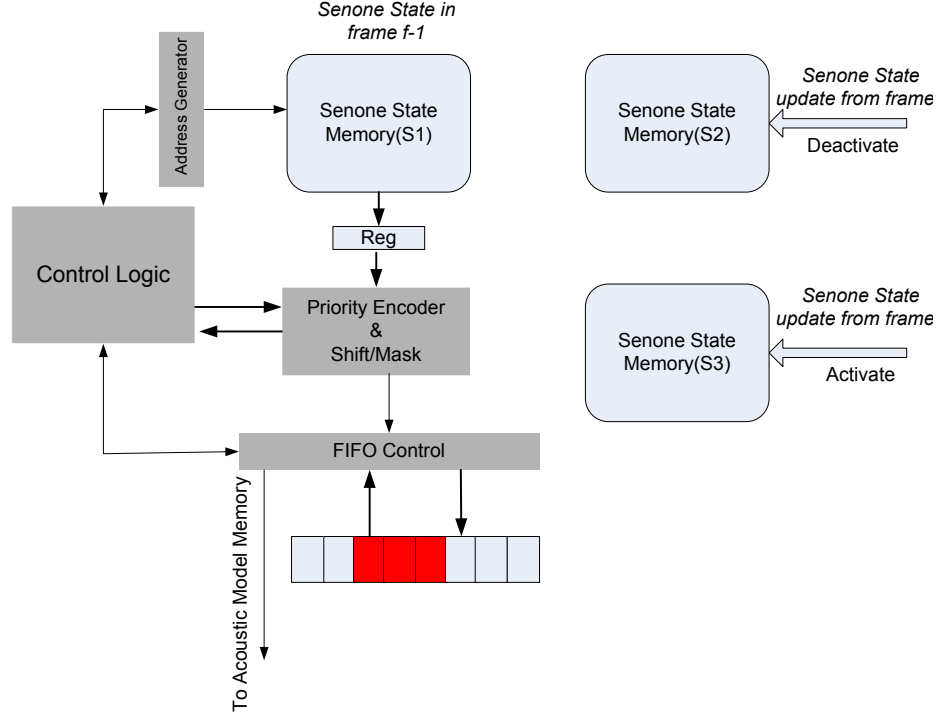 Senone State in
frame f-1
Address Generator
Senone State
Memory(S1)
Senone State
Memory(S2)
Senone State
update from frame
Deactivate
Reg
Control Logic
Priority Encoder
&
Shift/Mask
Senone State
Memory(S3)
Senone State
update from frame
Activate
FIFO Control
To Acoustic Model Memory